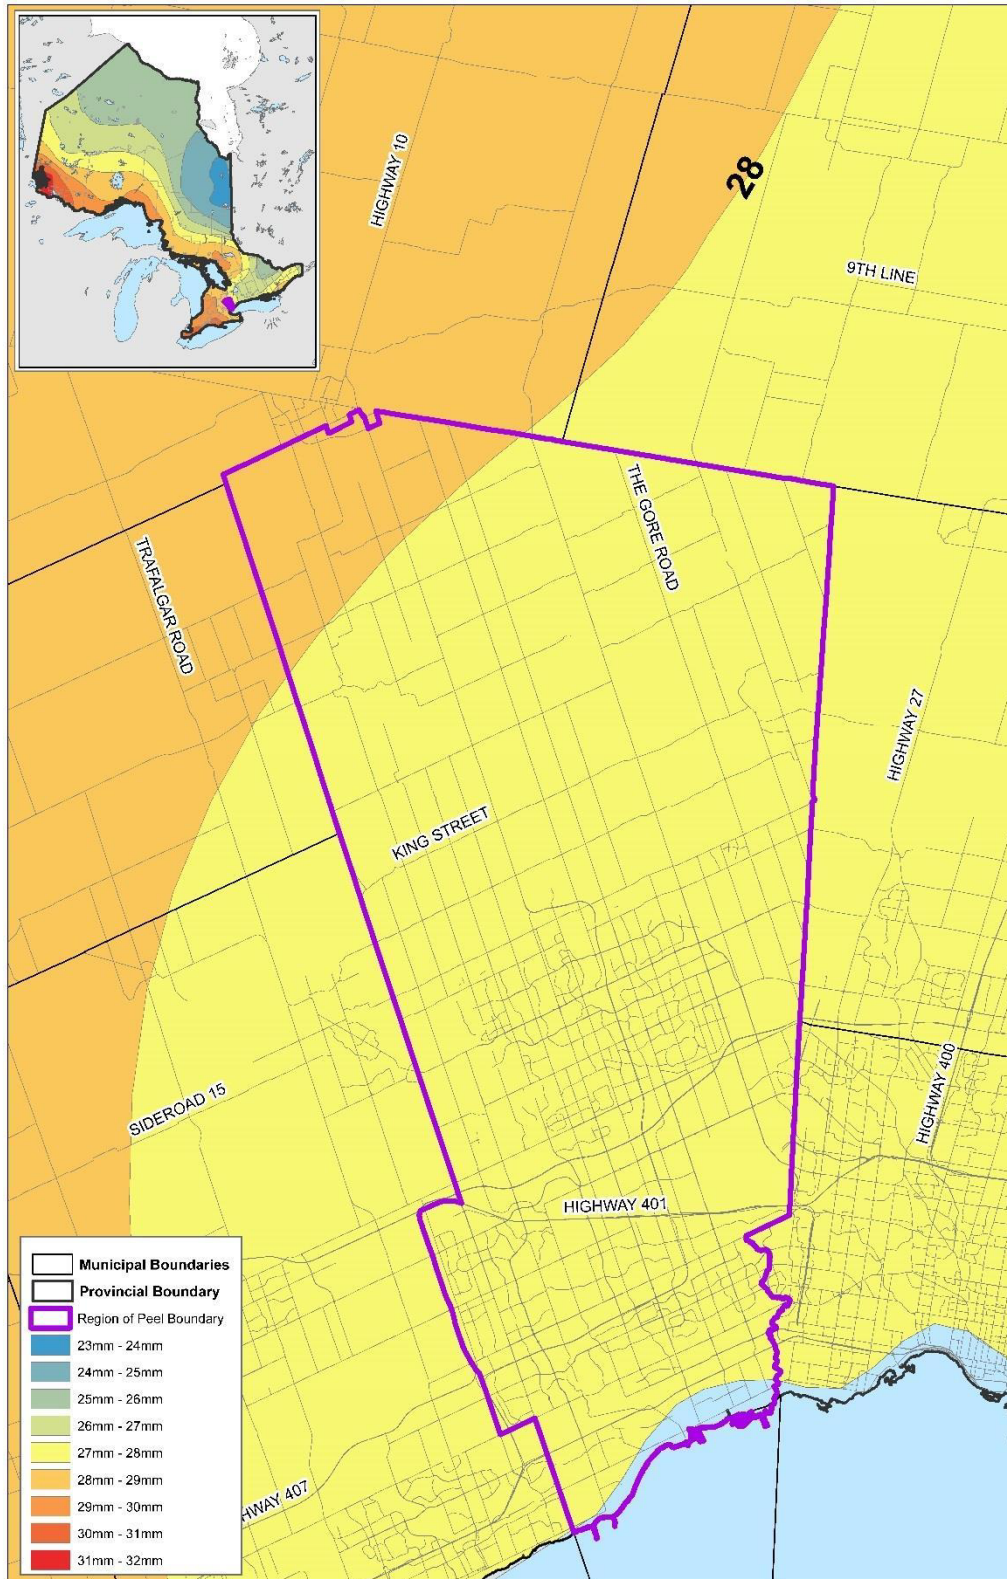 HIGHWAY 10
28
9TH LINE
THE GORE ROAD
TRAFALGAR ROAD
HIGHWAY 27
KING STREET
HIGHWAY 400
SIDEROAD 15
HIGHWAY 401
HWAY 407
Municipal Boundaries
Provincial Boundary
Region of Peel Boundary
23mm - 24mm
24mm - 25mm
25mm - 26mm
26mm - 27mm
27mm - 28mm
28mm - 29mm
29mm - 30mm
30mm - 31mm
31mm - 32mm